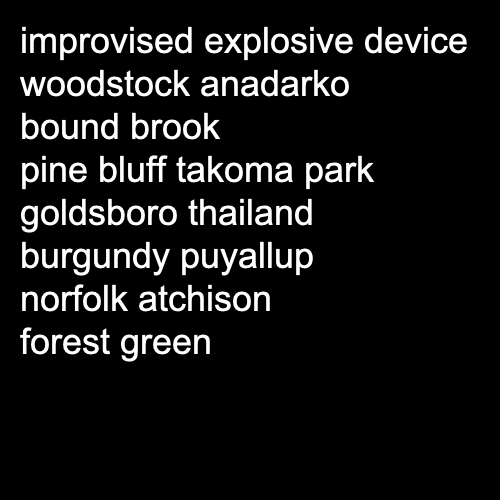 improvised explosive device
woodstock anadarko
bound brook
pine bluff takoma park
goldsboro thailand
burgundy puyallup
norfolk atchison
forest green